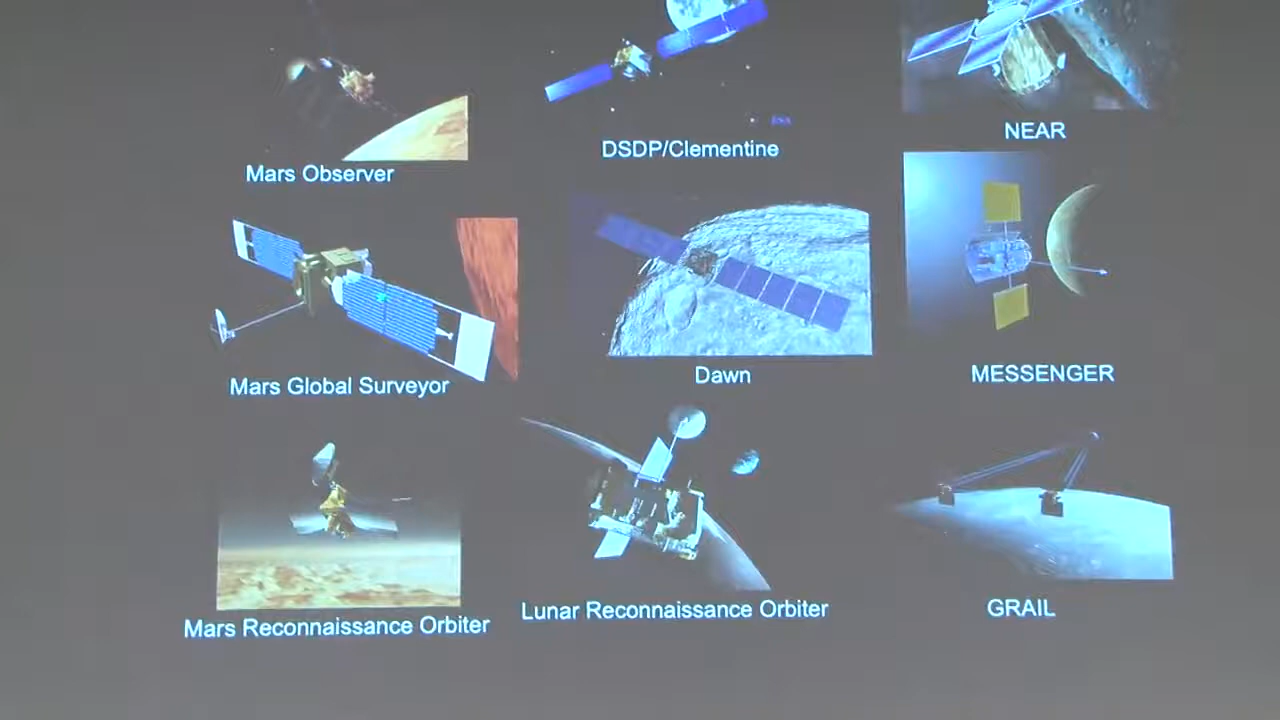 Mars Observer
DSDP/Clementine
NEAR
Mars Global Surveyor
Dawn
MESSENGER
Mars Reconnaissance Orbiter
Lunar Reconnaissance Orbiter
GRAIL